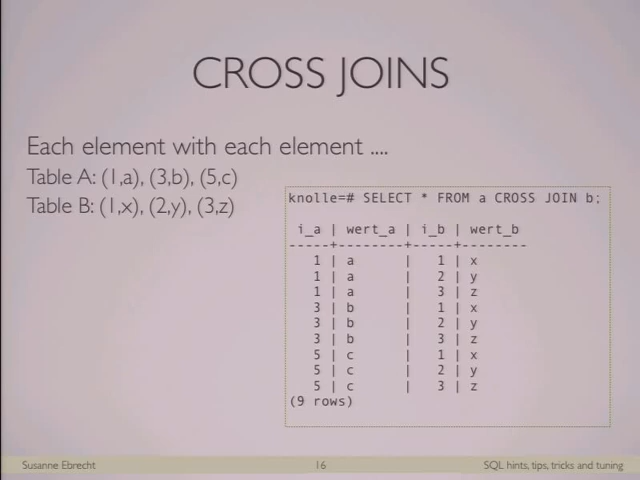 CROSS JOINS
Each element with each element ....
Table A: (1,a), (3,b), (5,c)
Table B: (1,x), (2,y), (3,z)
knolle=# SELECT * FROM a CROSS JOIN b;
i_a | wert_a | i_b | wert_b
-----+--------+-----+--------
1 | a | 1 | x
1 | a | 2 | y
1 | a | 3 | z
3 | b | 1 | x
3 | b | 2 | y
3 | b | 3 | z
5 | c | 1 | x
5 | c | 2 | y
5 | c | 3 | z
(9 rows)
Susanne Ebrecht 16 SQL hints, tips, tricks and tuning